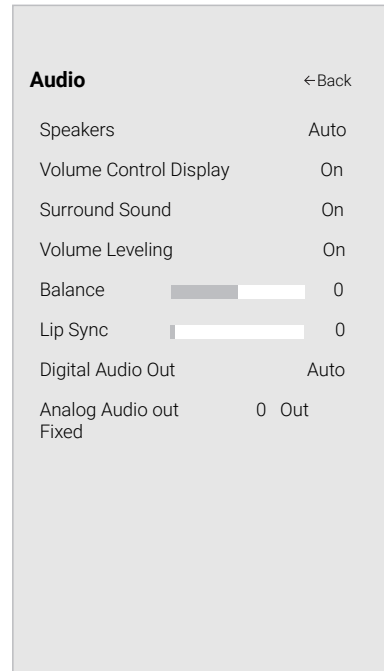 Audio ←Back
Speakers Auto
Volume Control Display On
Surround Sound On
Volume Leveling On
Balance 0
Lip Sync 0
Digital Audio Out Auto
Analog Audio out 0 Out
Fixed